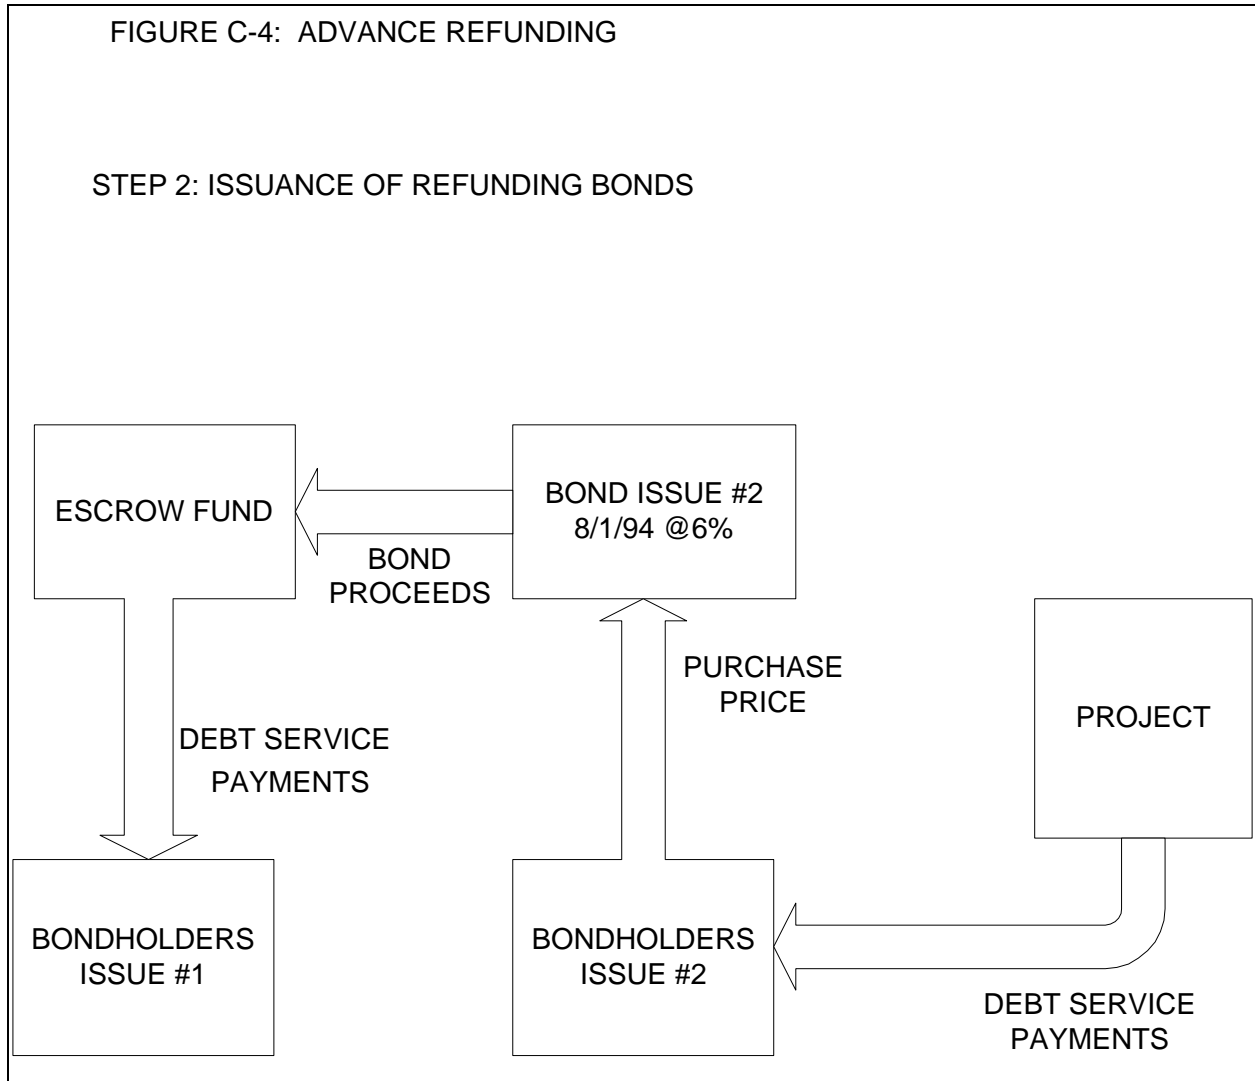 FIGURE C-4:  ADVANCE REFUNDING
STEP 2: ISSUANCE OF REFUNDING BONDS
ESCROW FUND
BOND ISSUE #2
8/1/94 @6%
BOND
PROCEEDS
PURCHASE
PRICE
PROJECT
DEBT SERVICE
PAYMENTS
BONDHOLDERS
ISSUE #1
BONDHOLDERS
ISSUE #2
DEBT SERVICE
PAYMENTS